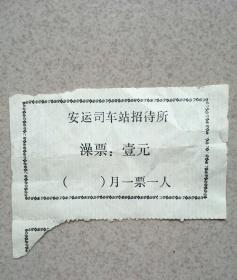 安运司车站招待所
澡票：壹元
（　　）月一票一人